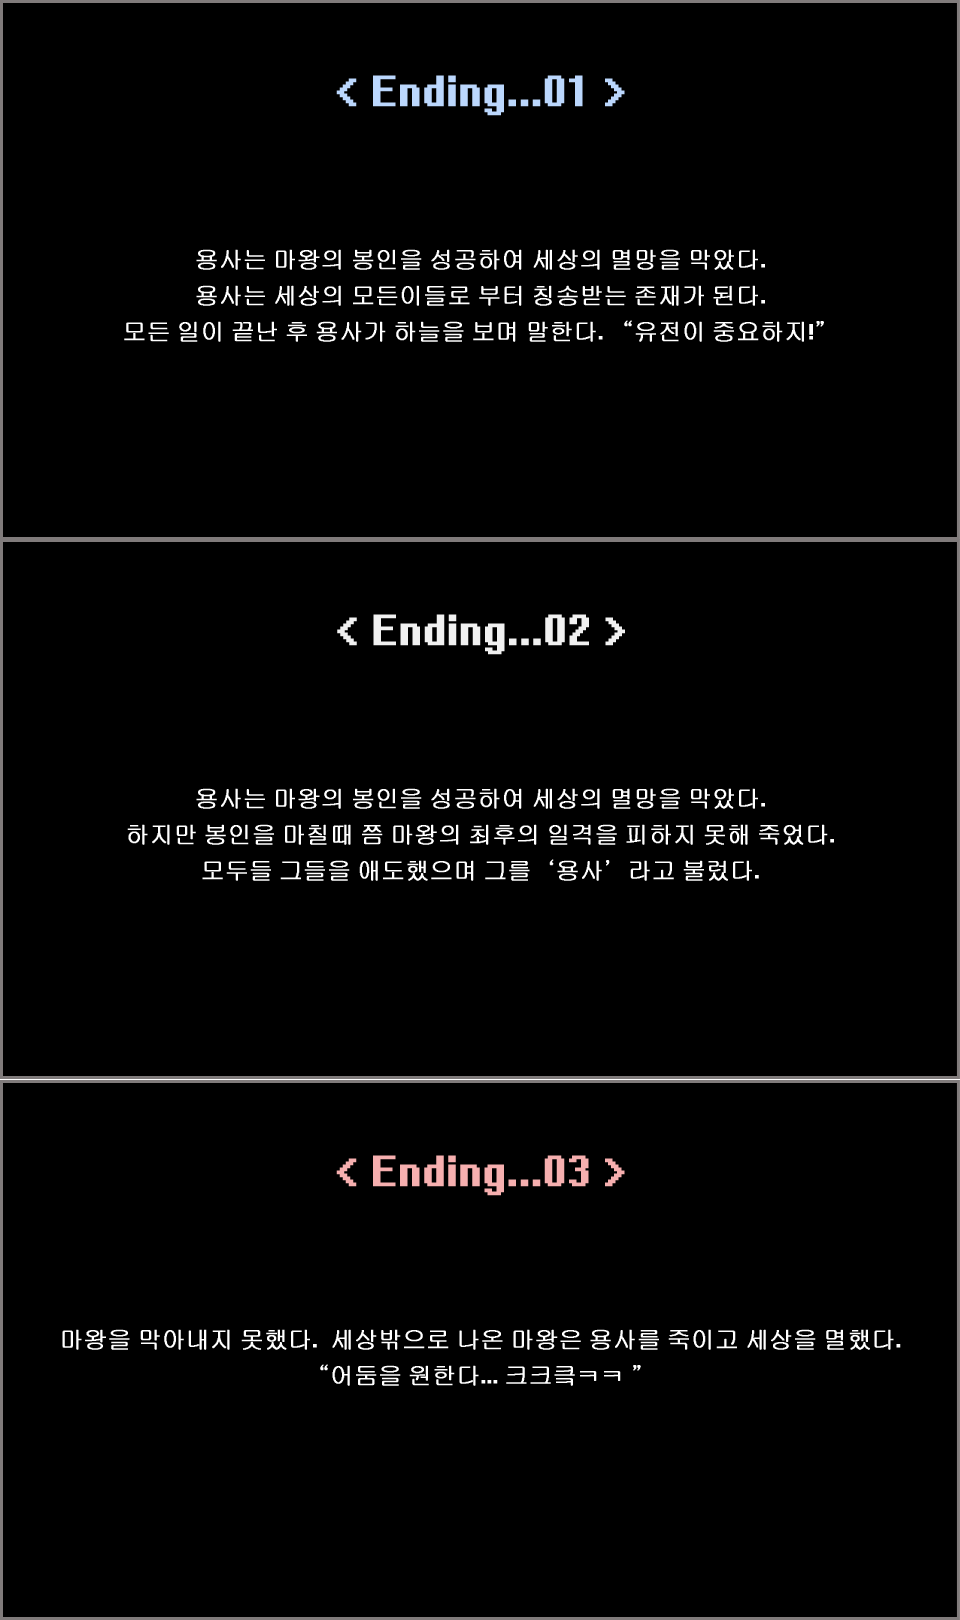 < Ending...01 >
용사는 마왕의 봉인을 성공하여 세상의 멸망을 막았다.
용사는 세상의 모든이들로 부터 칭송받는 존재가 된다.
모든 일이 끝난 후 용사가 하늘을 보며 말한다. “유전이 중요하지!”
< Ending...02 >
용사는 마왕의 봉인을 성공하여 세상의 멸망을 막았다.
하지만 봉인을 마칠때 쯤 마왕의 최후의 일격을 피하지 못해 죽었다.
모두들 그들을 애도했으며 그를 ‘용사’ 라고 불렀다.
< Ending...03 >
마왕을 막아내지 못했다. 세상밖으로 나온 마왕은 용사를 죽이고 세상을 멸했다.
“어둠을 원한다... 크크킄ㅋㅋ ”